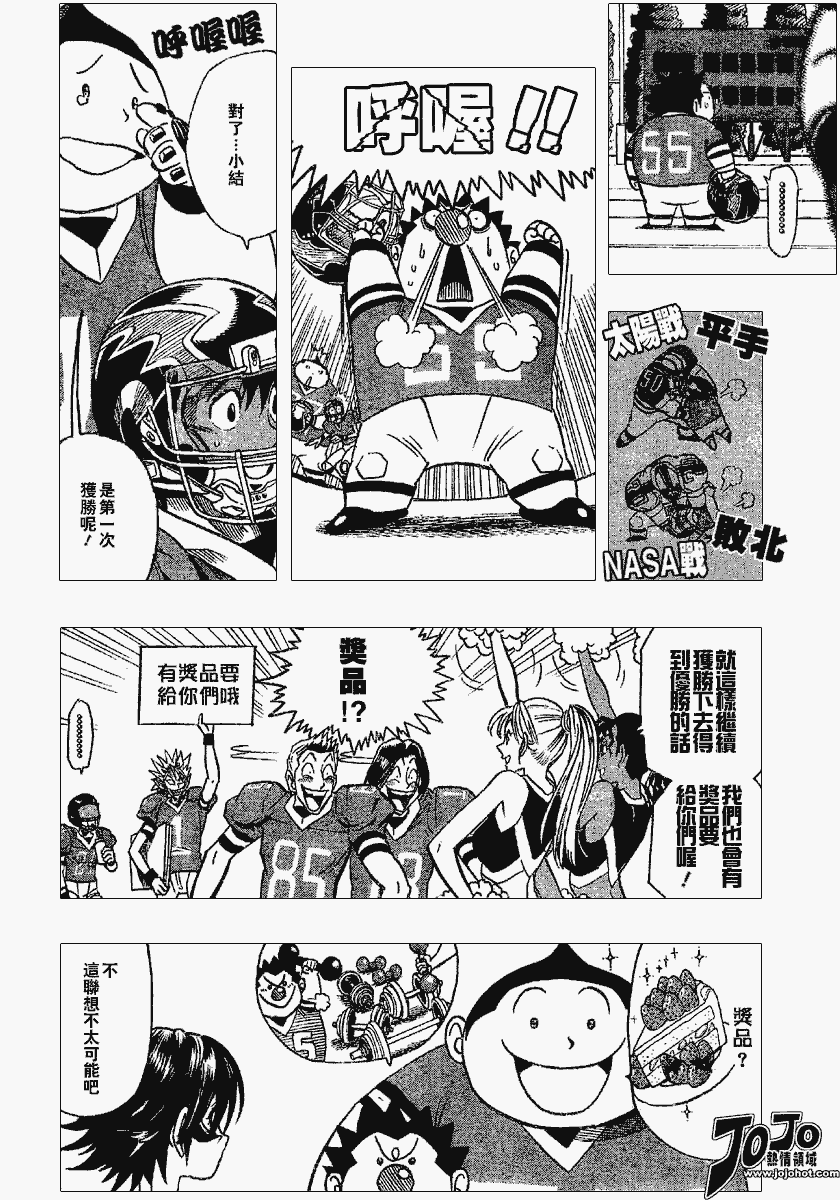 55
………
太陽戰
平手
敗北
NASA戰
呼喔!!
55
呼喔喔
對了…小結
是第一次
獲勝呢!
就這樣繼續
獲勝下去得
到優勝的話
我們也會有
獎品要
給你們喔!
獎品!?
有獎品要
給你們哦
………
1
85
獎品?
5
不
這聯想不太可能吧
JOJO
熱情領域
www.jojohot.com